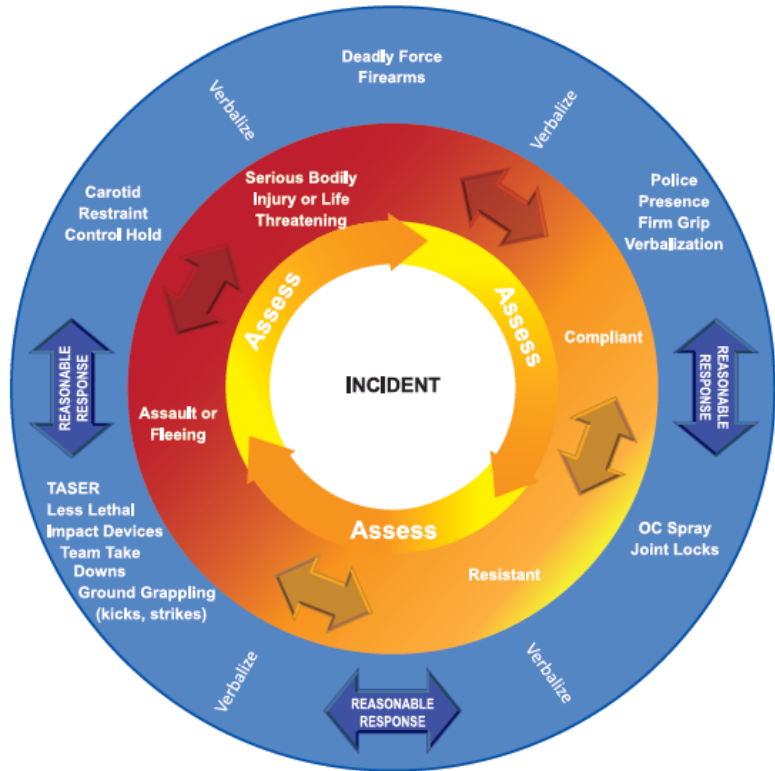 Deadly Force
Firearms
Verbalize
Verbalize
Carotid
Restraint
Control Hold
Serious Bodily
Injury or Life
Threatening
Police
Presence
Firm Grip
Verbalization
Assess
Assess
Compliant
INCIDENT
REASONABLE
RESPONSE
REASONABLE
RESPONSE
Assault or
Fleeing
TASER
Less Lethal
Impact Devices
Team Take
Downs
Ground Grappling
(kicks, strikes)
Assess
OC Spray
Joint Locks
Resistant
Verbalize
Verbalize
REASONABLE
RESPONSE